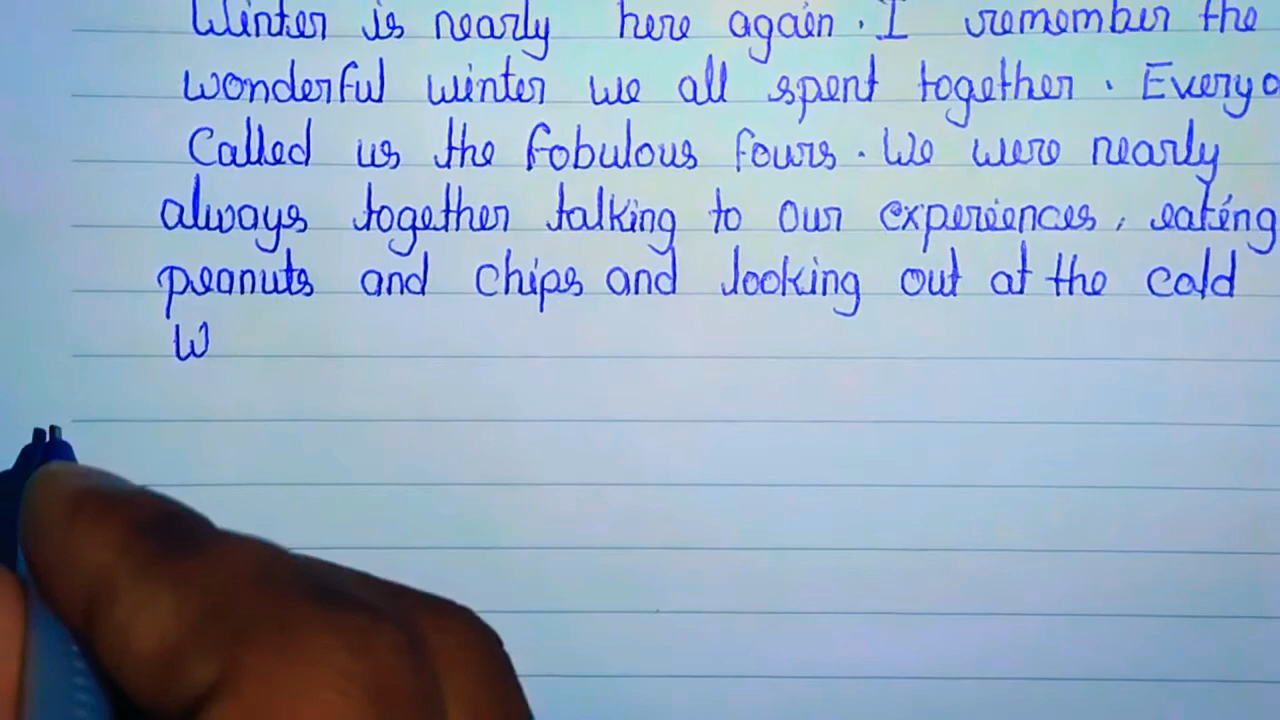 Winter is nearly here again. I remember the
wonderful winter we all spent together. Everyo
Called us the Fobulous Fours. We were nearly
always together talking to our experiences, eating
peanuts and chips and looking out at the cald
W